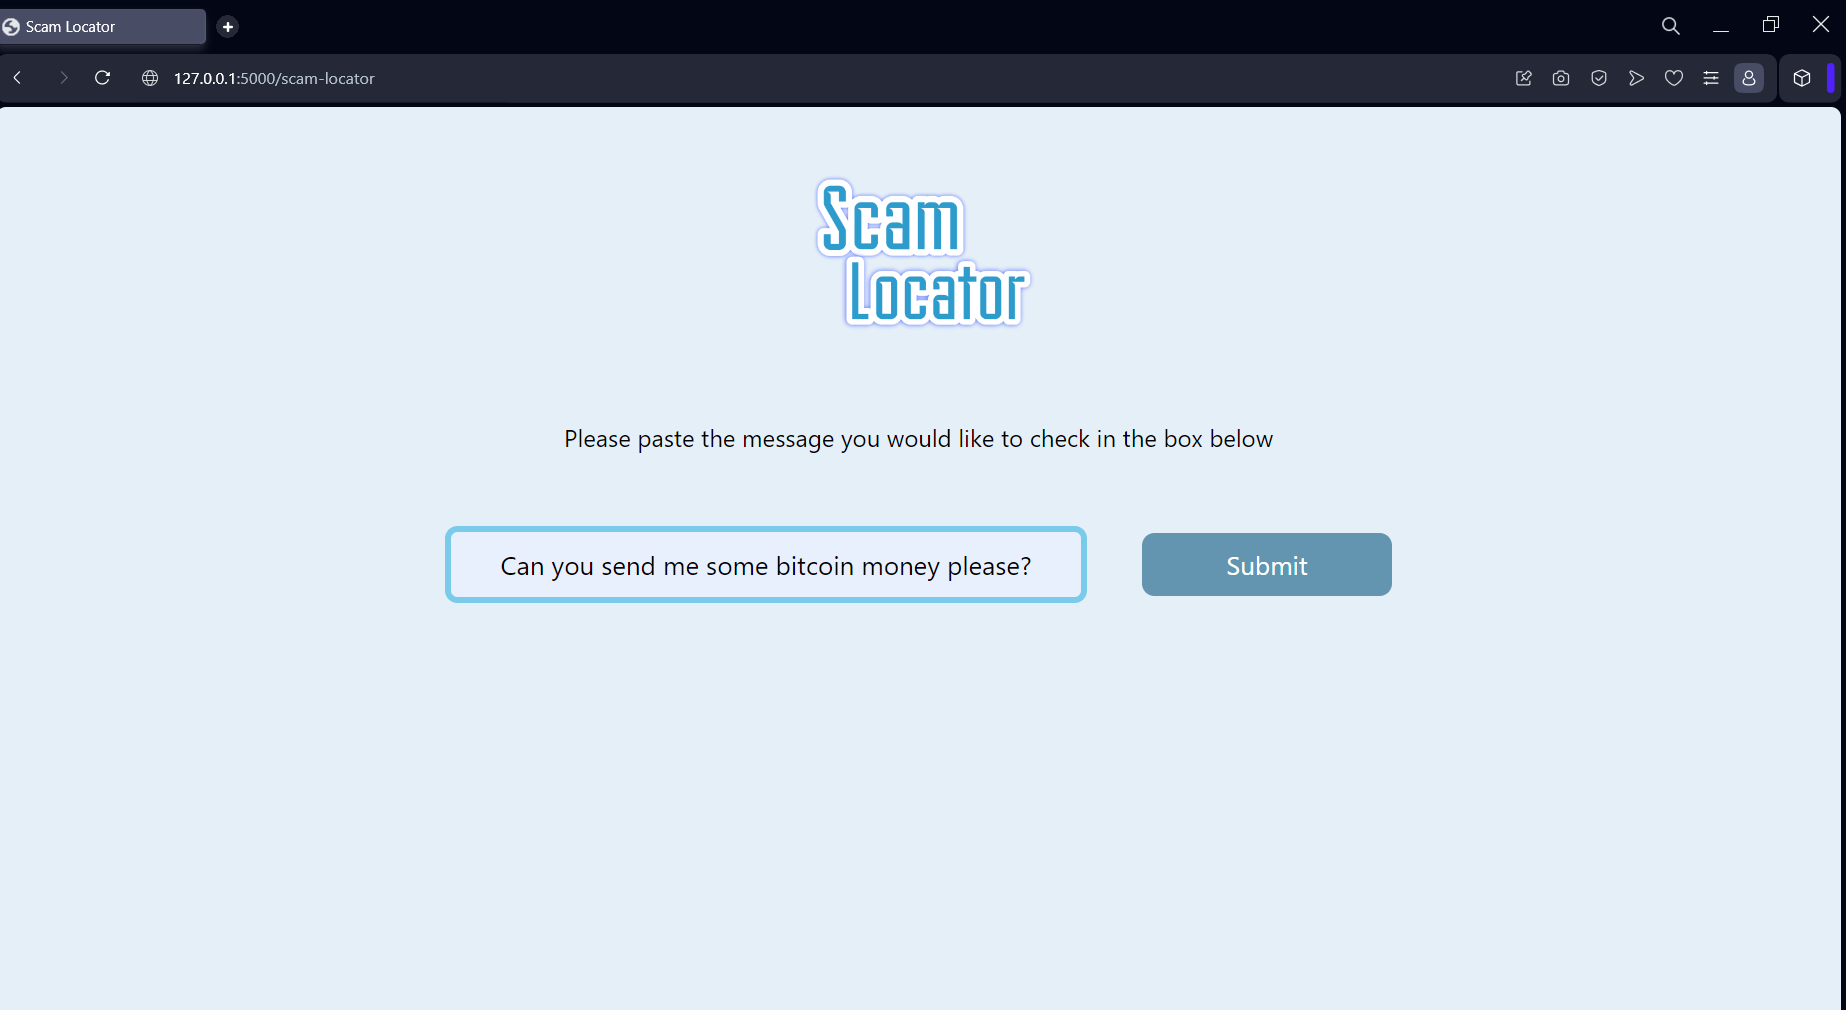 Scam Locator
127.0.0.1:5000/scam-locator
Scam
Locator
Please paste the message you would like to check in the box below
Can you send me some bitcoin money please?
Submit